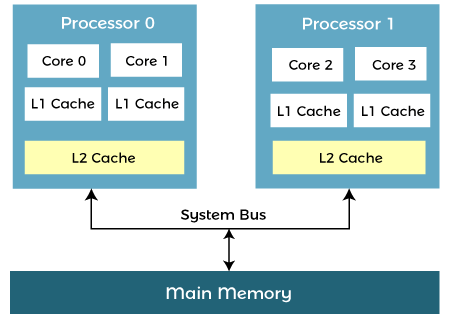 Processor 0
Core 0
Core 1
L1 Cache
L1 Cache
L2 Cache
Processor 1
Core 2
Core 3
L1 Cache
L1 Cache
L2 Cache
System Bus
Main Memory